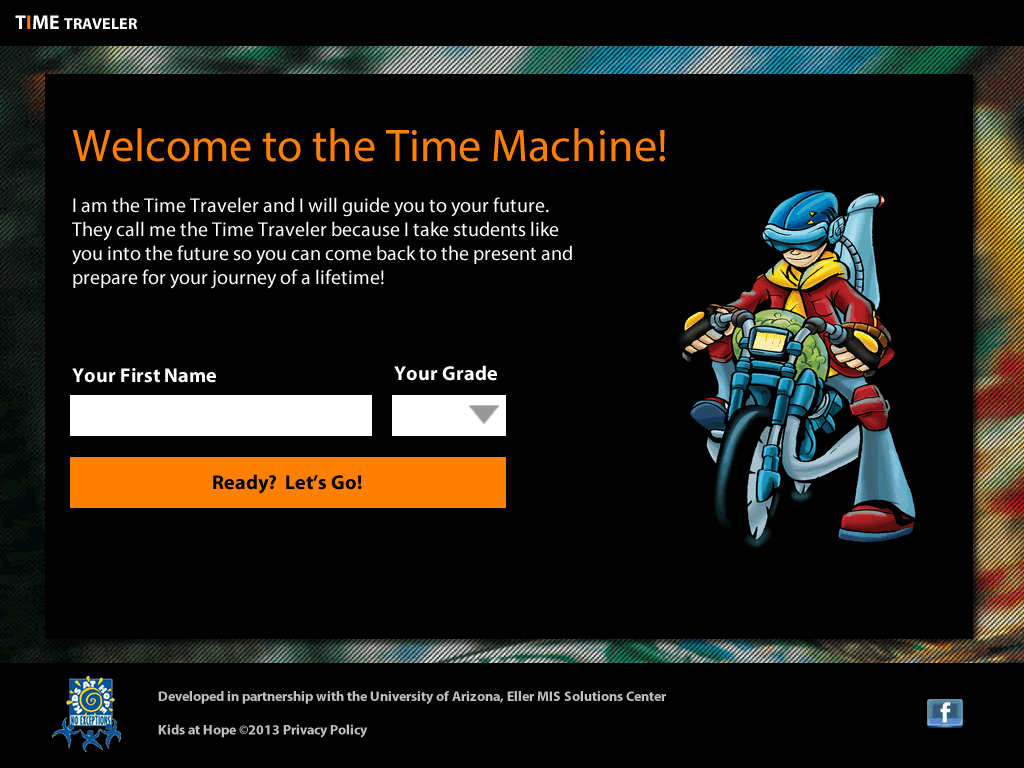 TIME TRAVELER
Welcome to the Time Machine!
I am the Time Traveler and I will guide you to your future.
They call me the Time Traveler because I take students like
you into the future so you can come back to the present and
prepare for your journey of a lifetime!
Your First Name
Your Grade
Ready? Let's Go!
KIDS AT HOPE
NO EXCEPTIONS
Developed in partnership with the University of Arizona, Eller MIS Solutions Center
Kids at Hope ©2013 Privacy Policy
f